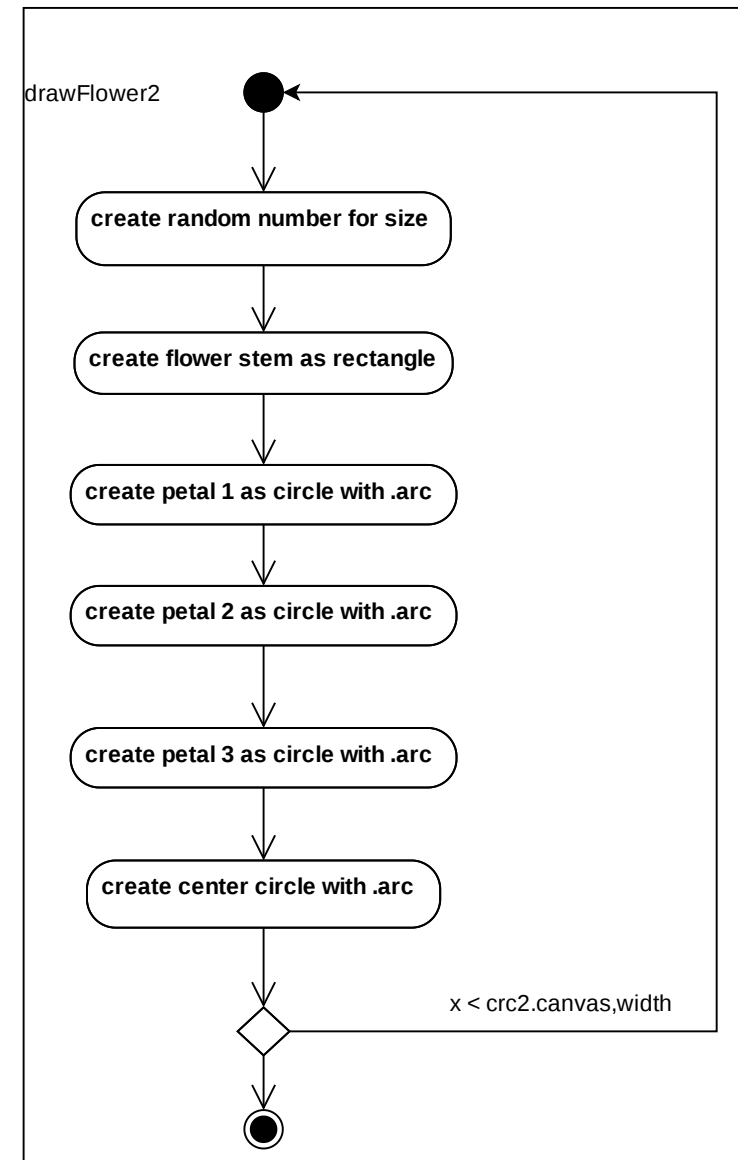 drawFlower2
create random number for size
create flower stem as rectangle
create petal 1 as circle with .arc
create petal 2 as circle with .arc
create petal 3 as circle with .arc
create center circle with .arc
x < crc2.canvas,width